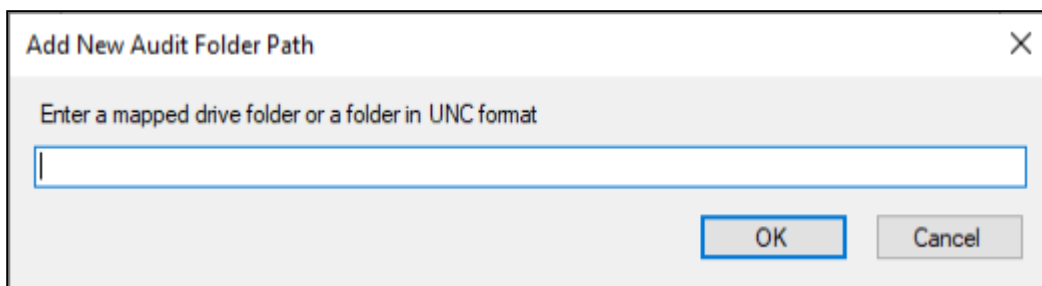 Add New Audit Folder Path
Enter a mapped drive folder or a folder in UNC format
OK
Cancel